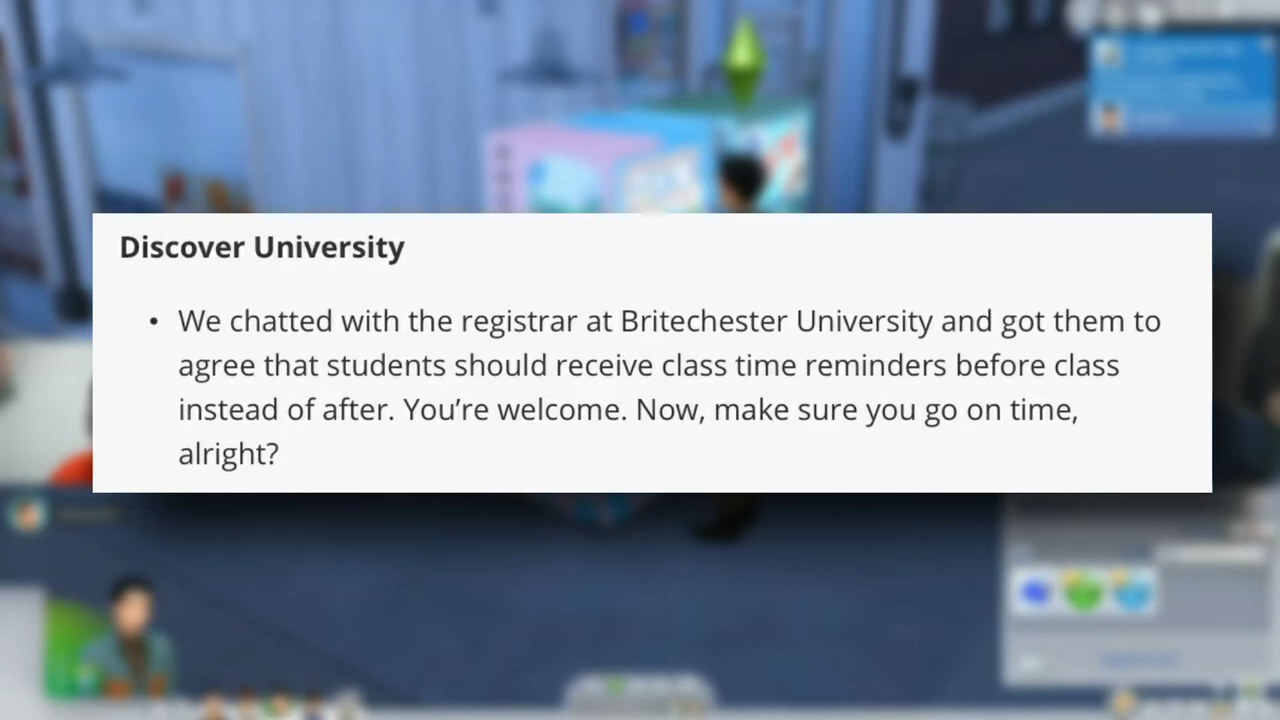 Discover University
• We chatted with the registrar at Britechester University and got them to
agree that students should receive class time reminders before class
instead of after. You’re welcome. Now, make sure you go on time,
alright?